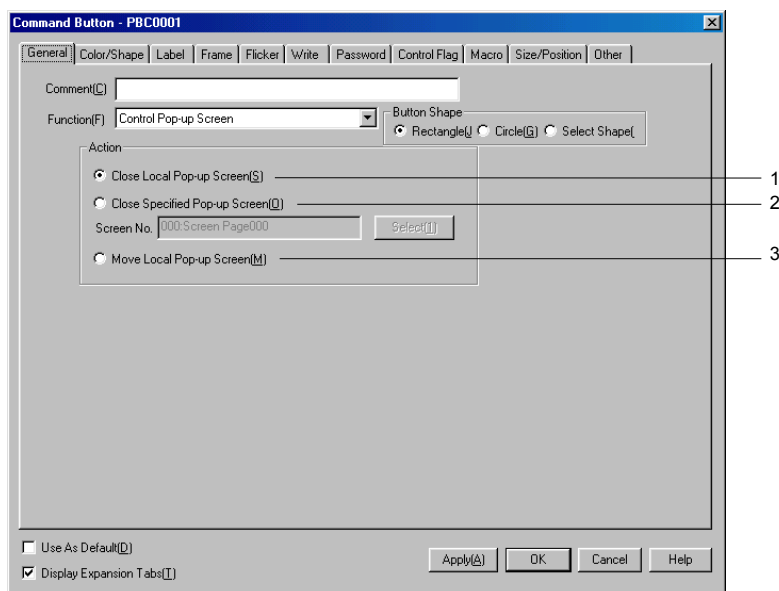 Command Button - PBC0001
General Color/Shape Label Frame Flicker Write Password Control Flag Macro Size/Position Other
Comment(C)
Function(F) Control Pop-up Screen
Button Shape
Rectangle(J Circle(G) Select Shape(
Action
Close Local Pop-up Screen(S) 1
Close Specified Pop-up Screen(O) 2
Screen No. 000:Screen Page000 Select(1)
Move Local Pop-up Screen(M) 3
Use As Default(D)
Display Expansion Tabs(T)
Apply(A) OK Cancel Help